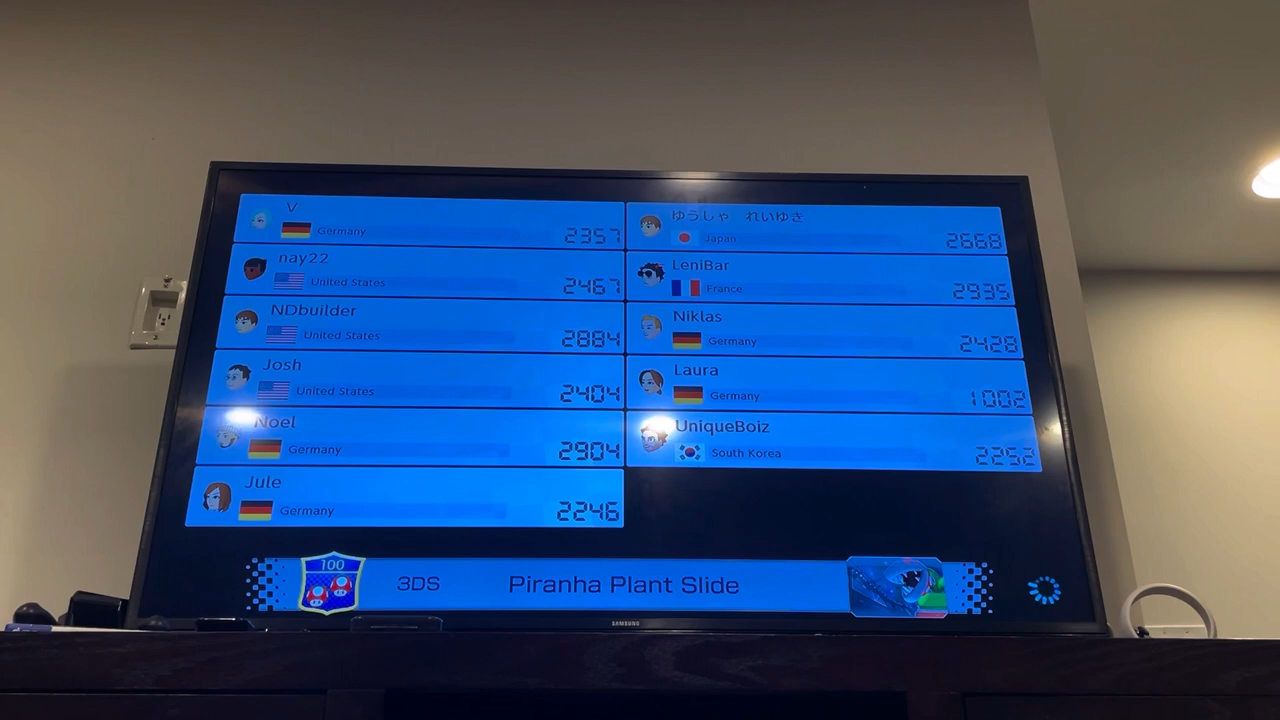 V
Germany 2357
nay22
United States 2467
NDbuilder
United States 2884
Josh
United States 2404
Noel
Germany 2904
Jule
Germany 2246
ゆうしゃ れいゆき
Japan 2668
LeniBar
France 2935
Niklas
Germany 2428
Laura
Germany 1002
UniqueBoiz
South Korea 2252
100
3DS Piranha Plant Slide
SAMSUNG